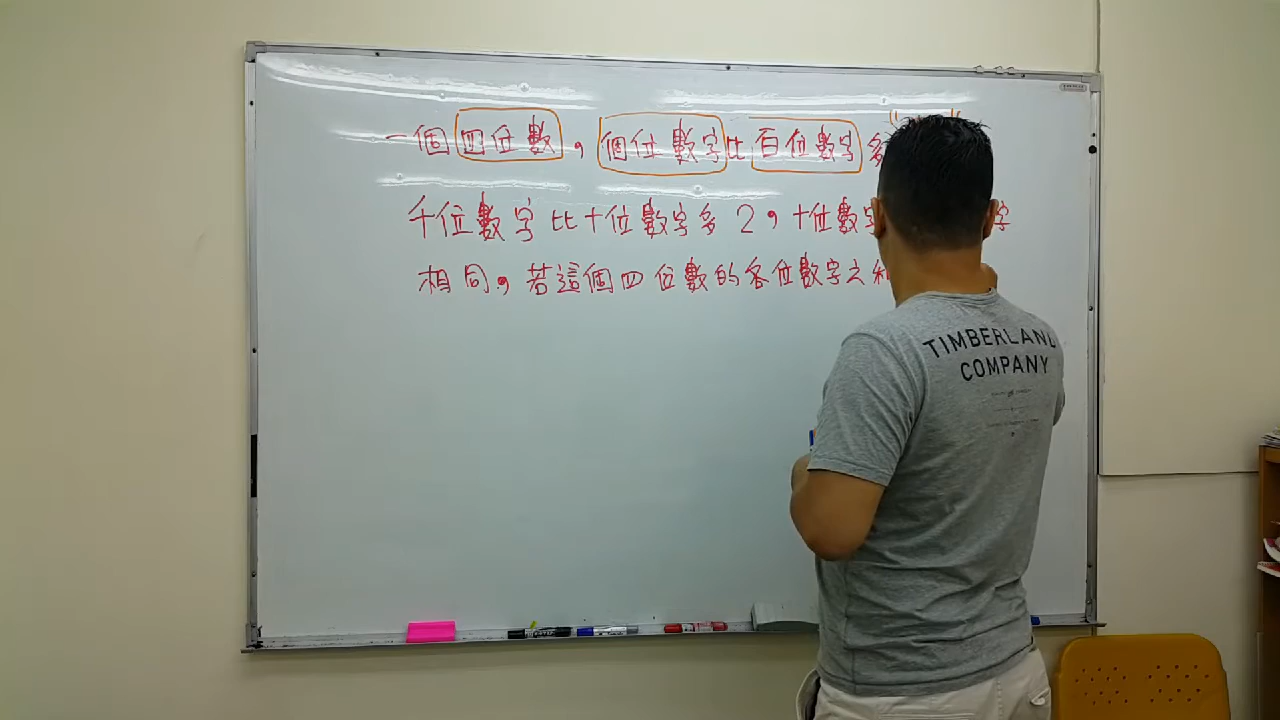 一個四位數，個位數字比百位數字多
千位數字比十位數字多2，十位數字
相同，若這個四位數的各位數字之和
TIMBERLAND
COMPANY